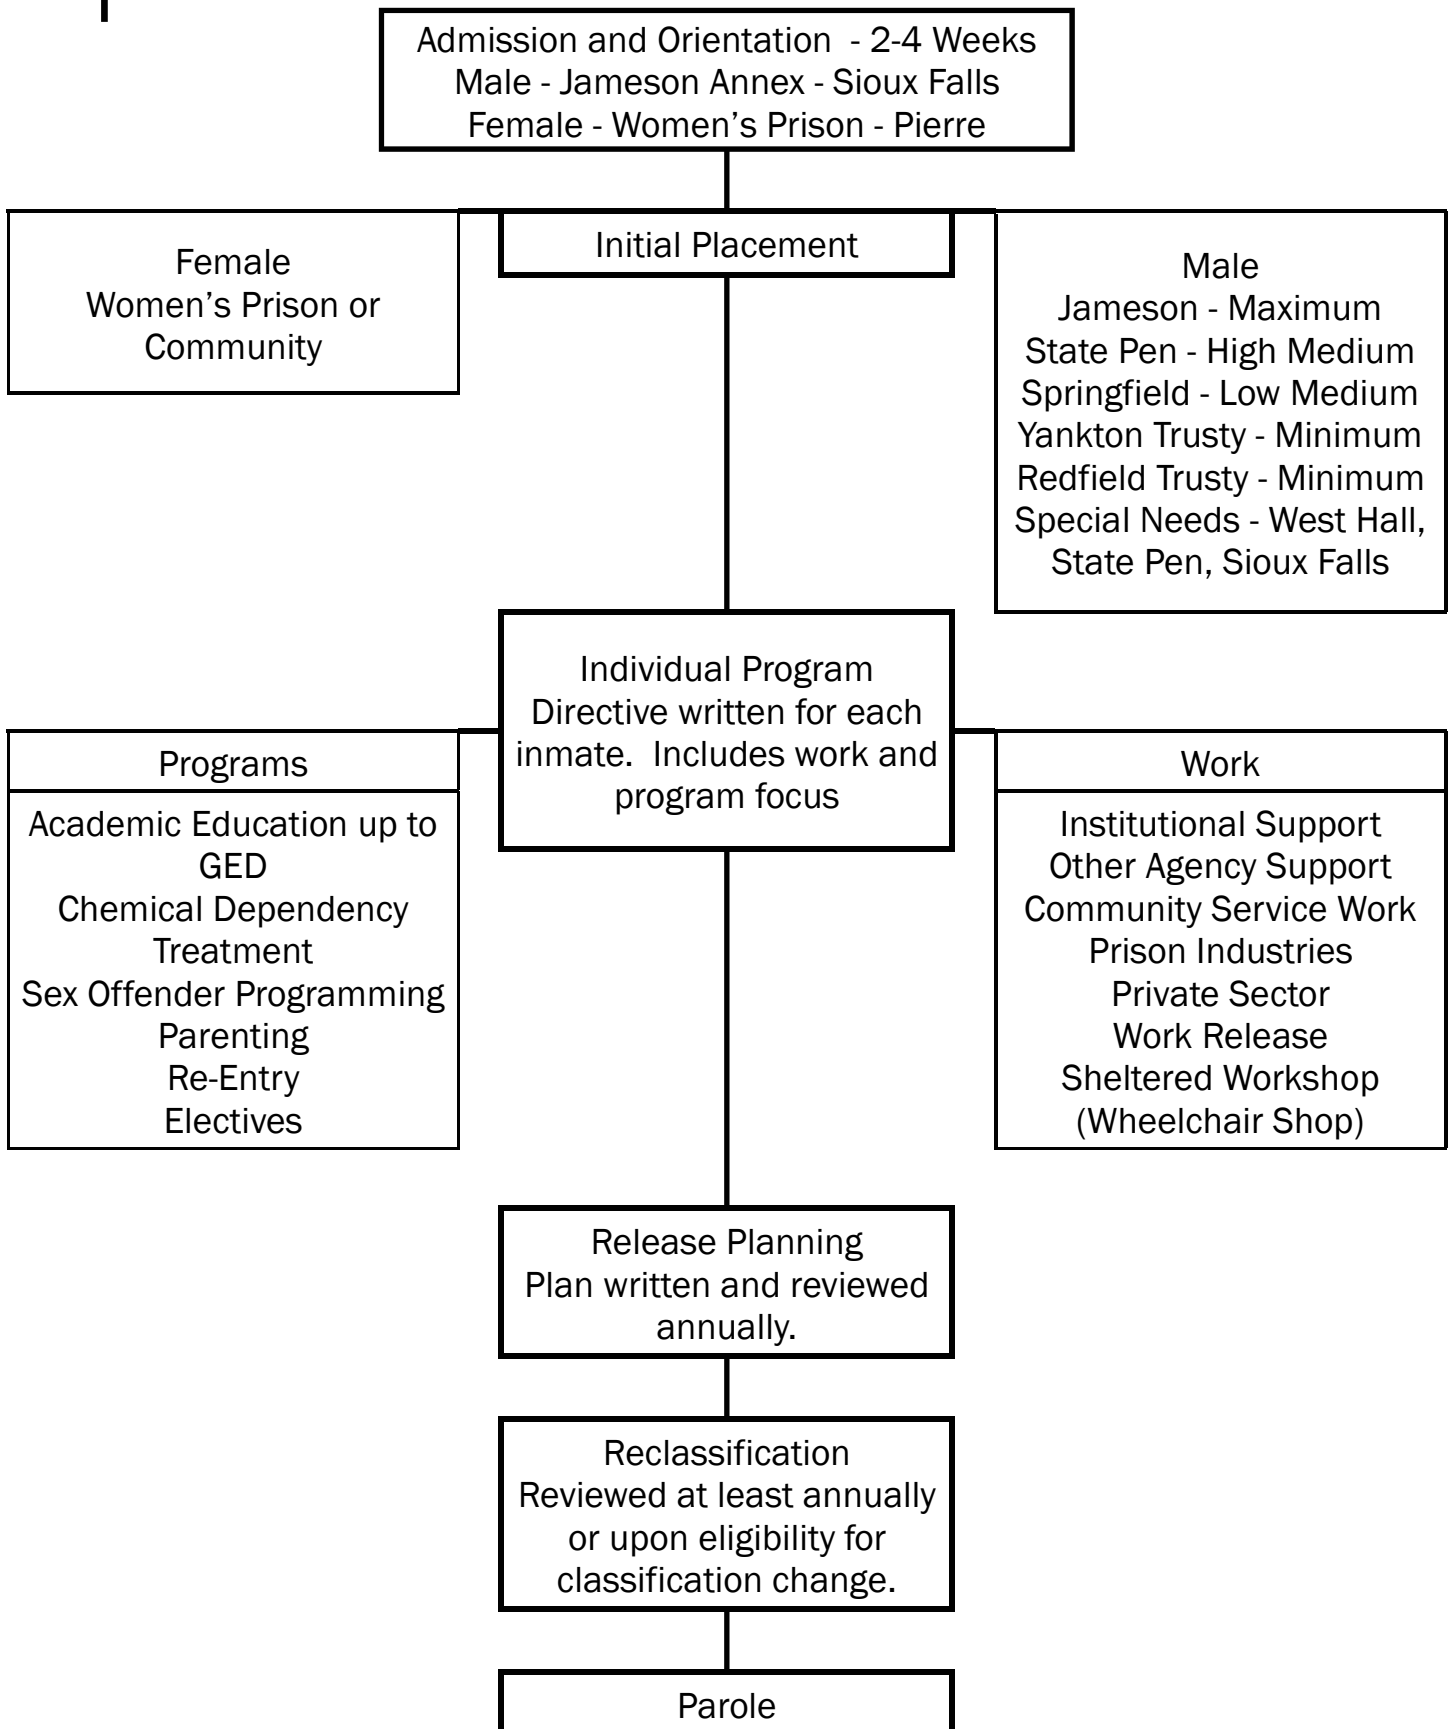 Admission and Orientation - 2-4 Weeks
Male - Jameson Annex - Sioux Falls
Female - Women's Prison - Pierre
Initial Placement
Female
Women's Prison or
Community
Male
Jameson - Maximum
State Pen - High Medium
Springfield - Low Medium
Yankton Trusty - Minimum
Redfield Trusty - Minimum
Special Needs - West Hall,
State Pen, Sioux Falls
Individual Program
Directive written for each
inmate. Includes work and
program focus
Programs
Academic Education up to
GED
Chemical Dependency
Treatment
Sex Offender Programming
Parenting
Re-Entry
Electives
Work
Institutional Support
Other Agency Support
Community Service Work
Prison Industries
Private Sector
Work Release
Sheltered Workshop
(Wheelchair Shop)
Release Planning
Plan written and reviewed
annually.
Reclassification
Reviewed at least annually
or upon eligibility for
classification change.
Parole